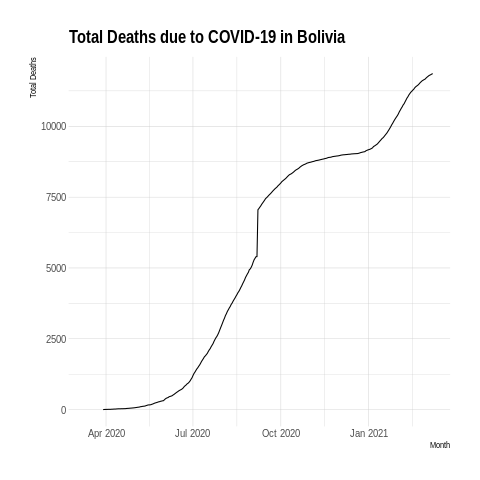 Total Deaths due to COVID-19 in Bolivia
Total Deaths
10000
7500
5000
2500
0
Apr 2020 Jul 2020 Oct 2020 Jan 2021
Month